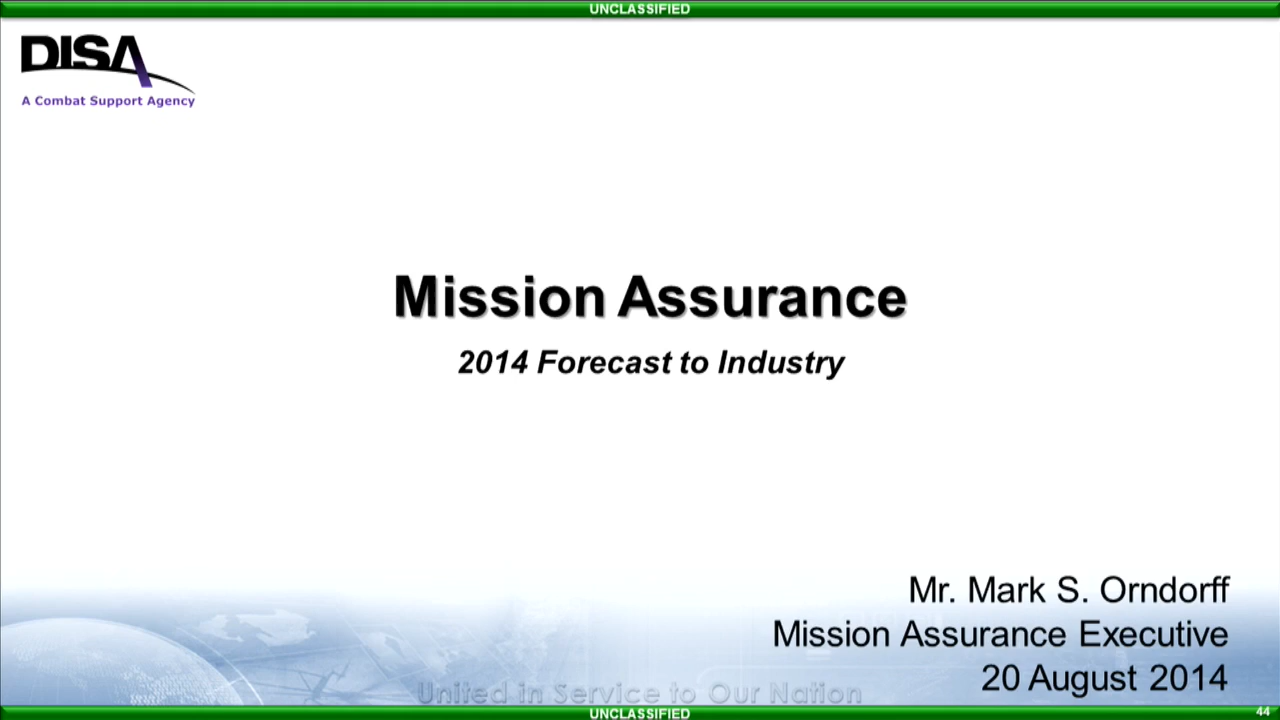 UNCLASSIFIED
DISA
A Combat Support Agency
Mission Assurance
2014 Forecast to Industry
Mr. Mark S. Orndorff
Mission Assurance Executive
20 August 2014
United in Service to Our Nation
UNCLASSIFIED
44